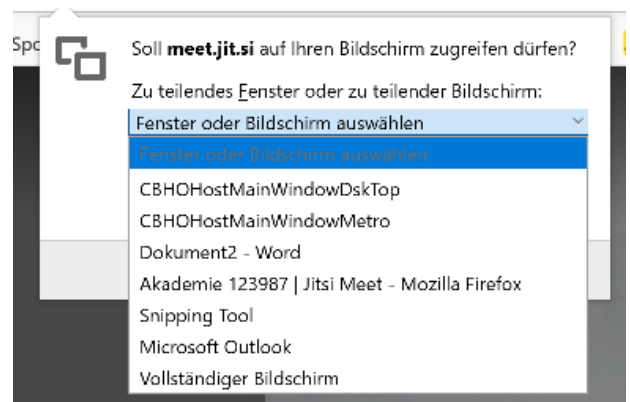 Spo
Soll meet.jit.si auf Ihren Bildschirm zugreifen dürfen?
Zu teilendes Fenster oder zu teilender Bildschirm:
Fenster oder Bildschirm auswählen
Fenster oder Bildschirm auswählen
CBHOHostMainWindowDskTop
CBHOHostMainWindowMetro
Dokument2 - Word
Akademie 123987 | Jitsi Meet - Mozilla Firefox
Snipping Tool
Microsoft Outlook
Vollständiger Bildschirm